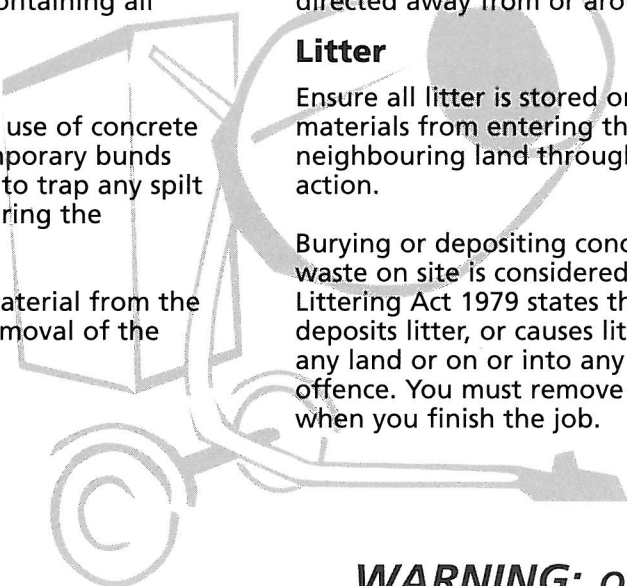 ontaining all
use of concrete
nporary bunds
to trap any spilt
ring the
aterial from the
moval of the
directed away from or arou
Litter
Ensure all litter is stored or
materials from entering th
neighbouring land through
action.
Burying or depositing conc
waste on site is considered
Littering Act 1979 states th
deposits litter, or causes lit
any land or on or into any
offence. You must remove
when you finish the job.
WARNING: o